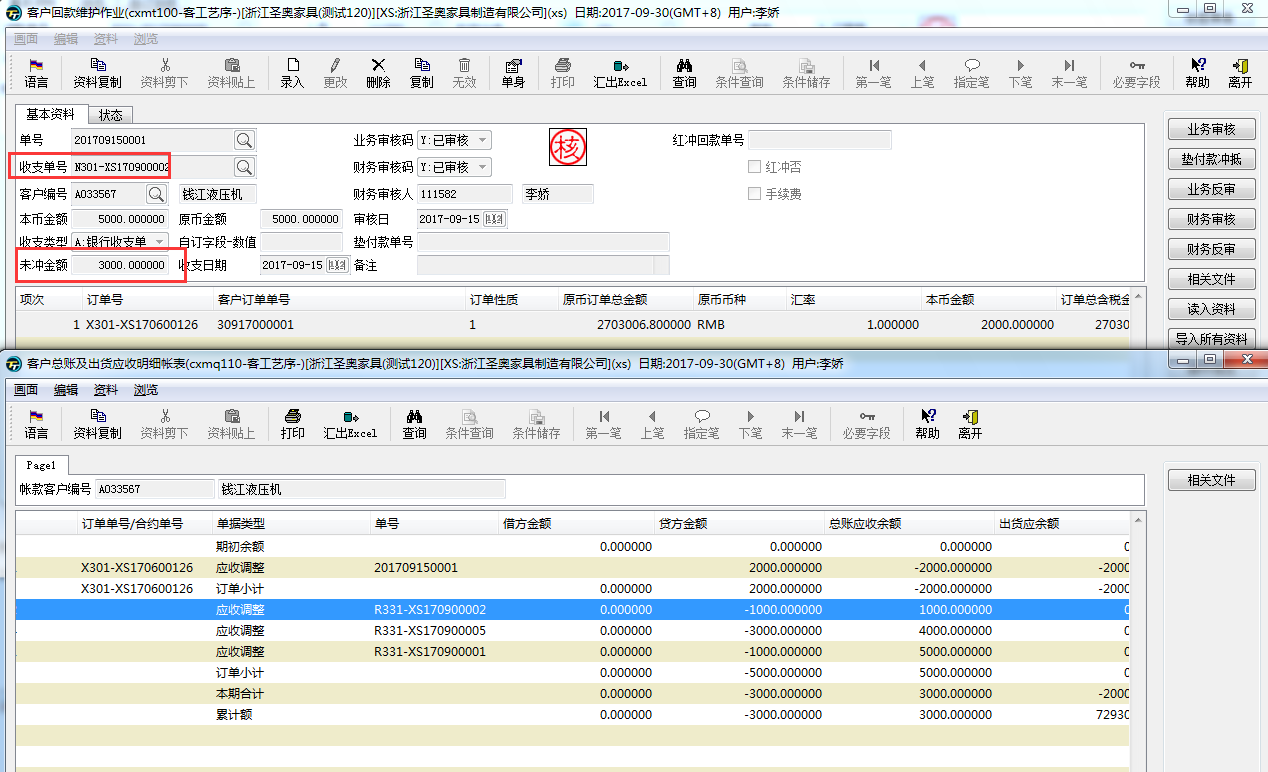 客户回款维护作业(cxmt100-客工艺序-)[浙江圣奥家具(测试120)][XS:浙江圣奥家具制造有限公司](xs) 日期:2017-09-30(GMT+8) 用户:李娇
画面 编辑 资料 浏览
语言 资料复制 资料剪下 资料贴上 录入 更改 删除 复制 无效 单身 打印 汇出Excel 查询 条件查询 条件储存 第一笔 上笔 指定笔 下笔 末一笔 必要字段 帮助 离开
基本资料 状态
单号 201709150001 业务审核码 Y:已审核 核 红冲回款单号 业务审核
收支单号 N301-XS170900002 财务审核码 Y:已审核 红冲否 垫付款冲抵
客户编号 A033567 钱江液压机 财务审核人 111582 李娇 手续费 业务反审
本币金额 5000.000000 原币金额 5000.000000 审核日 2017-09-15 财务审核
收支类型 A:银行收支单 自订字段-数值 垫付款单号 财务反审
未冲金额 3000.000000 收支日期 2017-09-15 备注 相关文件
项次 订单号 客户订单单号 订单性质 原币订单总金额 原币币种 汇率 本币金额 订单总含税金 读入资料
1 X301-XS170600126 30917000001 1 2703006.800000 RMB 1.000000 2000.000000 27030 导入所有资料
客户总账及出货应收明细帐表(cxmq110-客工艺序-)[浙江圣奥家具(测试120)][XS:浙江圣奥家具制造有限公司](xs) 日期:2017-09-30(GMT+8) 用户:李娇
画面 编辑 资料 浏览
语言 资料复制 资料剪下 资料贴上 打印 汇出Excel 查询 条件查询 条件储存 第一笔 上笔 指定笔 下笔 末一笔 必要字段 帮助 离开
Page1
帐款客户编号 A033567 钱江液压机 相关文件
订单单号/合约单号 单据类型 单号 借方金额 贷方金额 总账应收余额 出货应余额
期初余额 0.000000 0.000000 0.000000 0
X301-XS170600126 应收调整 201709150001 2000.000000 -2000.000000 -2000
X301-XS170600126 订单小计 0.000000 2000.000000 -2000.000000 -2000
应收调整 R331-XS170900002 0.000000 -1000.000000 1000.000000 0
应收调整 R331-XS170900005 0.000000 -3000.000000 4000.000000 0
应收调整 R331-XS170900001 0.000000 -1000.000000 5000.000000 0
订单小计 0.000000 -5000.000000 5000.000000 0
本期合计 0.000000 -3000.000000 3000.000000 -2000
累计额 0.000000 -3000.000000 3000.000000 72930